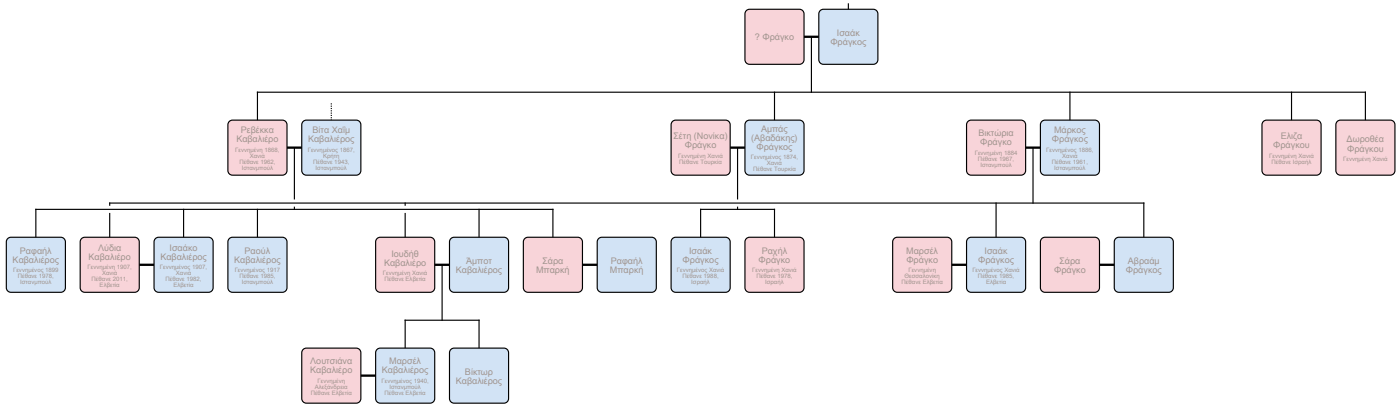 ? Φράγκο
Ισαάκ
Φράγκος
Ρεβέκκα
Καβαλιέρο
Γεννημένη 1868,
Χανιά
Πέθανε 1962,
Ιστανμπούλ
Βίτα Χαΐμ
Καβαλιέρος
Γεννημένος 1867,
Κρήτη
Πέθανε 1943,
Ιστανμπούλ
Σέτη (Novika)
Φράγκο
Γεννημένη Χανιά
Πέθανε Τουρκία
Αμπάς
(Αβαδάκης)
Φράγκος
Γεννημένος 1874,
Χανιά
Πέθανε Τουρκία
Βικτώρια
Φράγκο
Γεννημένη 1894
Πέθανε 1967,
Ιστανμπούλ
Μάρκος
Φράγκος
Γεννημένος 1886,
Χανιά
Πέθανε 1961,
Ιστανμπούλ
Ελίζα
Φράγκου
Γεννημένη Χανιά
Πέθανε Ισραήλ
Δωροθέα
Φράγκου
Γεννημένη Χανιά
Ραφαήλ
Καβαλιέρος
Γεννημένος 1899
Πέθανε 1978,
Ιστανμπούλ
Λύδια
Καβαλιέρο
Γεννημένη 1907,
Χανιά
Πέθανε 2011,
Ελβετία
Ισαάκο
Καβαλιέρος
Γεννημένος 1907,
Χανιά
Πέθανε 1982,
Ελβετία
Ραούλ
Καβαλιέρος
Γεννημένος 1917
Πέθανε 1985,
Ιστανμπούλ
Ιουδήθ
Καβαλιέρο
Γεννημένη Χανιά
Πέθανε Ελβετία
Άμποτ
Καβαλιέρος
Σάρα
Μπαρκή
Ραφαήλ
Μπαρκή
Ισαάκ
Φράγκος
Γεννημένος Χανιά
Πέθανε 1988,
Ισραήλ
Ραχήλ
Φράγκο
Γεννημένη Χανιά
Πέθανε 1978,
Ισραήλ
Μαρσέλ
Φράγκο
Γεννημένη
Θεσσαλονίκη
Πέθανε Ελβετία
Ισαάκ
Φράγκος
Γεννημένος Χανιά
Πέθανε 1985,
Ελβετία
Σάρα
Φράγκο
Αβραάμ
Φράγκος
Λουτσιάνα
Καβαλιέρο
Γεννημένη
Αλεξάνδρεια
Πέθανε Ελβετία
Μαρσέλ
Καβαλιέρος
Γεννημένος 1940,
Ιστανμπούλ
Πέθανε Ελβετία
Βίκτωρ
Καβαλιέρος